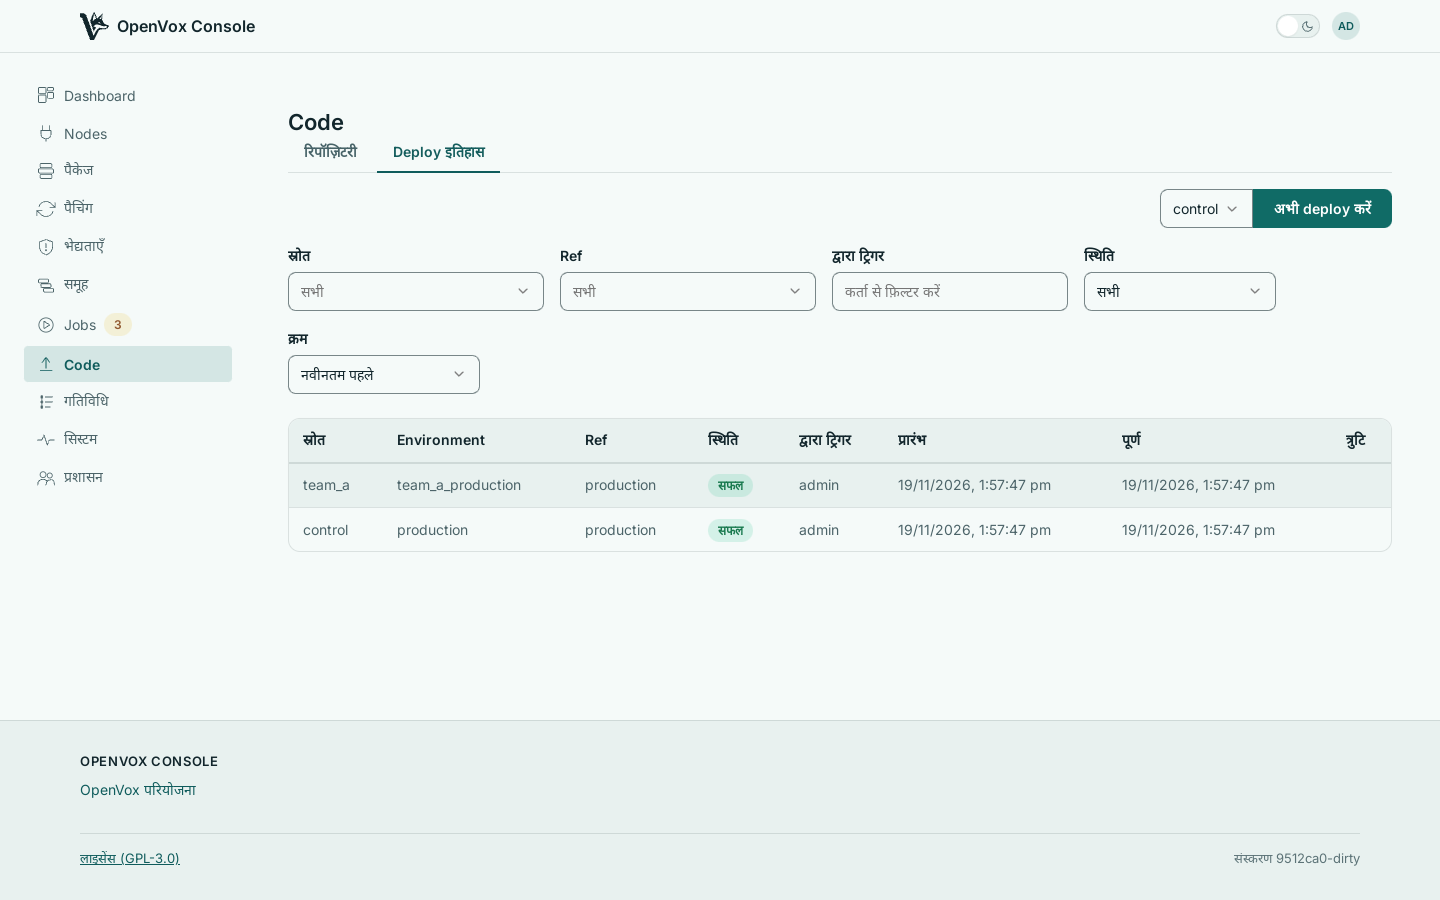 OpenVox Console
AD
Dashboard
Nodes
पैकेज
पैचिंग
भेद्यताएँ
समूह
Jobs 3
Code
गतिविधि
सिस्टम
प्रशासन
Code
रिपॉज़िटरी Deploy इतिहास
control अभी deploy करें
स्रोत Ref द्वारा ट्रिगर स्थिति
सभी सभी कर्ता से फ़िल्टर करें सभी
क्रम
नवीनतम पहले
स्रोत Environment Ref स्थिति द्वारा ट्रिगर प्रारंभ पूर्ण त्रुटि
team_a team_a_production production सफल admin 19/11/2026, 1:57:47 pm 19/11/2026, 1:57:47 pm
control production production सफल admin 19/11/2026, 1:57:47 pm 19/11/2026, 1:57:47 pm
OPENVOX CONSOLE
OpenVox परियोजना
लाइसेंस (GPL-3.0) संस्करण 9512ca0-dirty